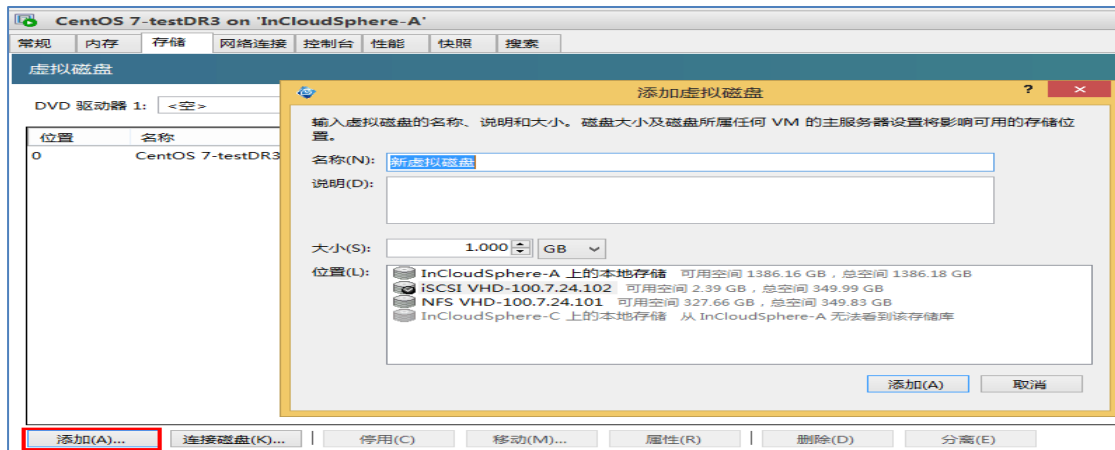 CentOS 7-testDR3 on 'InCloudSphere-A'
常规 内存 存储 网络连接 控制台 性能 快照 搜索
虚拟磁盘
DVD 驱动器 1: <空>
位置 名称
0 CentOS 7-testDR3
添加虚拟磁盘 ? ×
输入虚拟磁盘的名称、说明和大小。磁盘大小及磁盘所属任何 VM 的主服务器设置将影响可用的存储位
置。
名称(N): 新虚拟磁盘
说明(D):
大小(S): 1.000 GB
位置(L): InCloudSphere-A 上的本地存储 可用空间 1386.16 GB，总空间 1386.18 GB
iSCSI VHD-100.7.24.102 可用空间 2.39 GB，总空间 349.99 GB
NFS VHD-100.7.24.101 可用空间 327.66 GB，总空间 349.83 GB
InCloudSphere-C 上的本地存储 从 InCloudSphere-A 无法看到该存储库
添加(A) 取消
添加(A)... 连接磁盘(K)... 停用(C) 移动(M)... 属性(R) 删除(D) 分离(E)